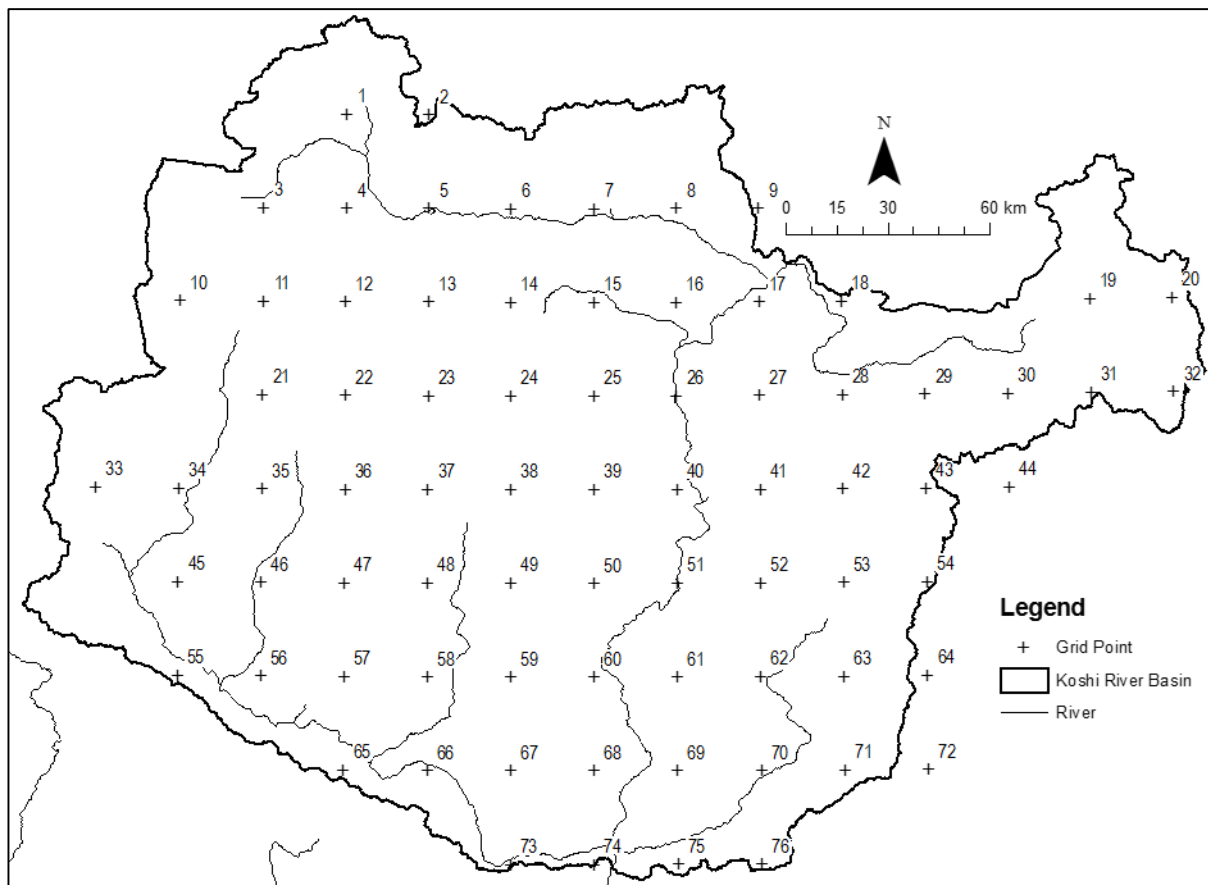 1 2
N
3 4 5 6 7 8 9
0 15 30 60 km
10 11 12 13 14 15 16 17 18 19 20
21 22 23 24 25 26 27 28 29 30 31 32
33 34 35 36 37 38 39 40 41 42 43 44
45 46 47 48 49 50 51 52 53 54
Legend
Grid Point
Koshi River Basin
River
55 56 57 58 59 60 61 62 63 64
65 66 67 68 69 70 71 72
73 74 75 76